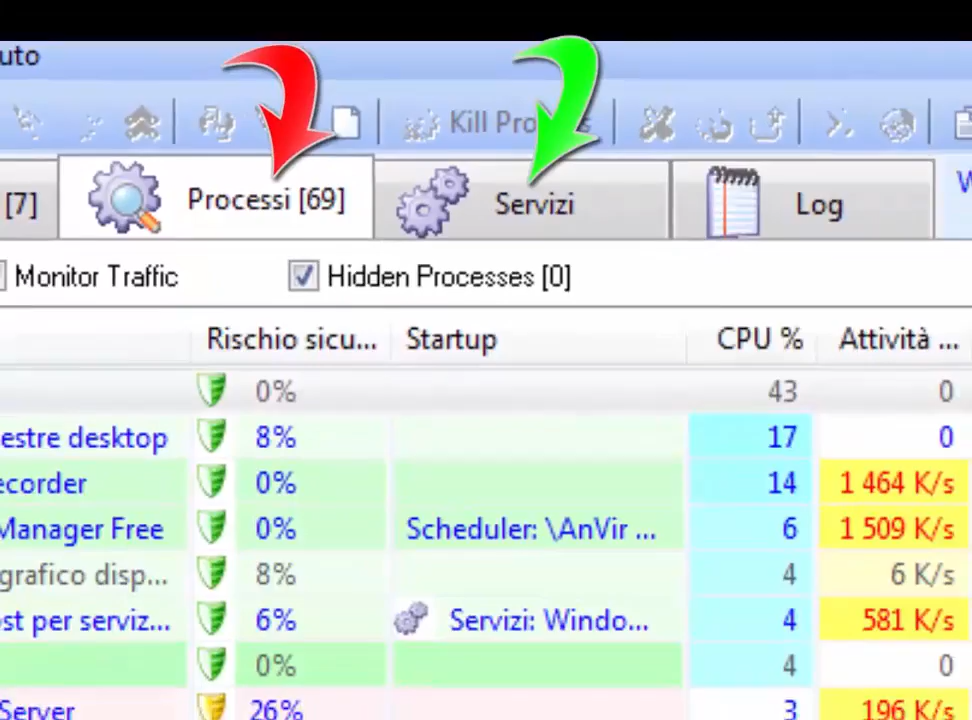 uto
Kill Pro s
[7] Processi [69] Servizi Log
Monitor Traffic Hidden Processes [0]
Rischio sicu... Startup CPU % Attività ...
0% 43 0
estre desktop 8% 17 0
ecorder 0% 14 1 464 K/s
Manager Free 0% Scheduler: \AnVir ... 6 1 509 K/s
grafico disp... 8% 4 6 K/s
ost per serviz... 6% Servizi: Windo... 4 581 K/s
0% 4 0
Server 26% 3 196 K/s